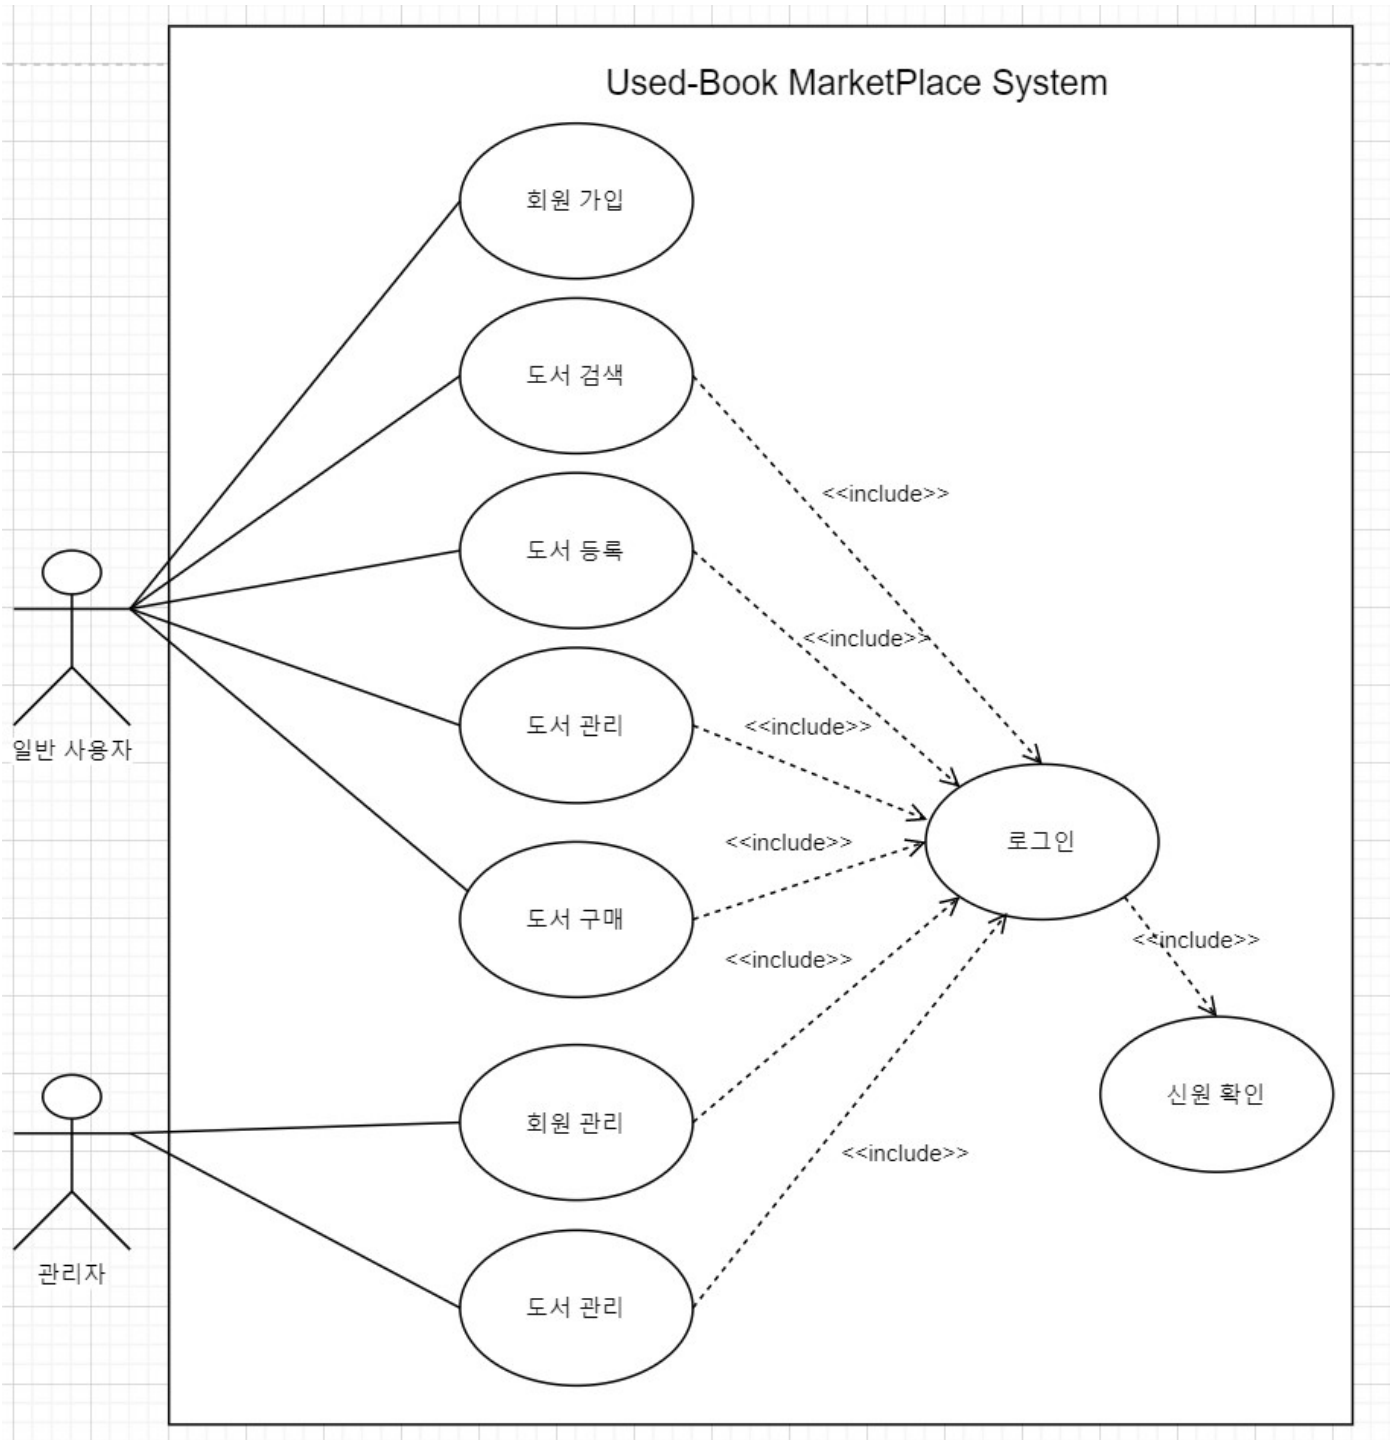 Used-Book MarketPlace System
회원 가입
도서 검색
<<include>>
도서 등록
<<include>>
도서 관리
<<include>>
일반 사용자
로그인
<<include>>
도서 구매
<<include>>
<<include>>
신원 확인
회원 관리
<<include>>
관리자
도서 관리